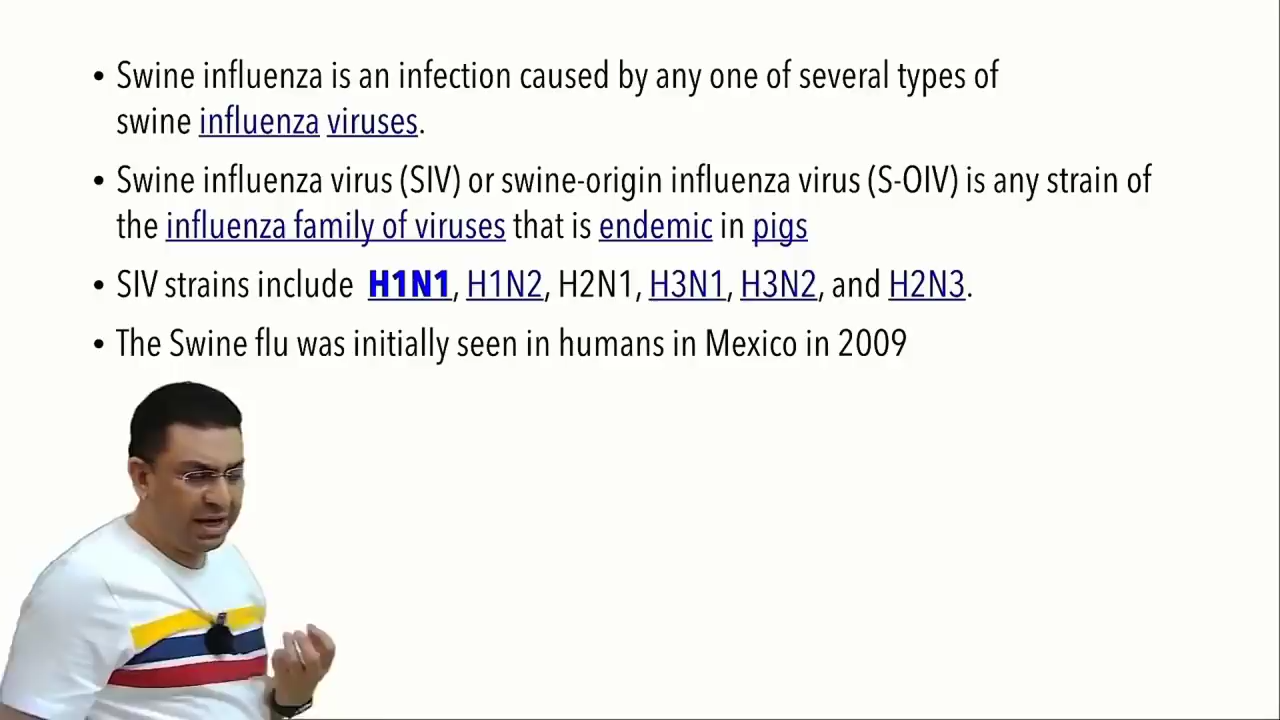 • Swine influenza is an infection caused by any one of several types of
swine influenza viruses.
• Swine influenza virus (SIV) or swine-origin influenza virus (S-OIV) is any strain of
the influenza family of viruses that is endemic in pigs
• SIV strains include H1N1, H1N2, H2N1, H3N1, H3N2, and H2N3.
• The Swine flu was initially seen in humans in Mexico in 2009